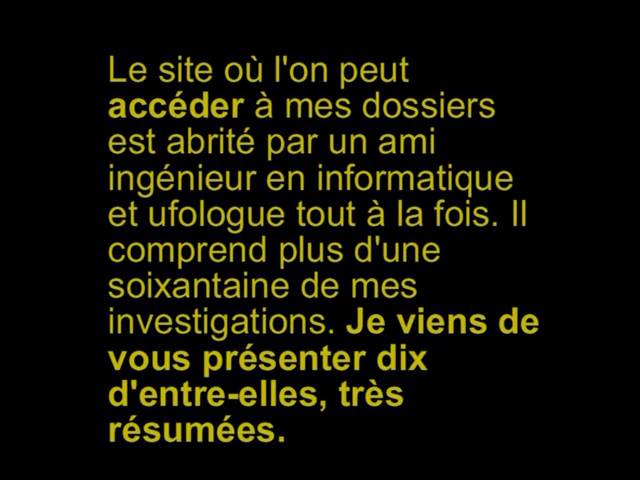 Le site où l'on peut
accéder à mes dossiers
est abrité par un ami
ingénieur en informatique
et ufologue tout à la fois. Il
comprend plus d'une
soixantaine de mes
investigations. Je viens de
vous présenter dix
d'entre-elles, très
résumées.